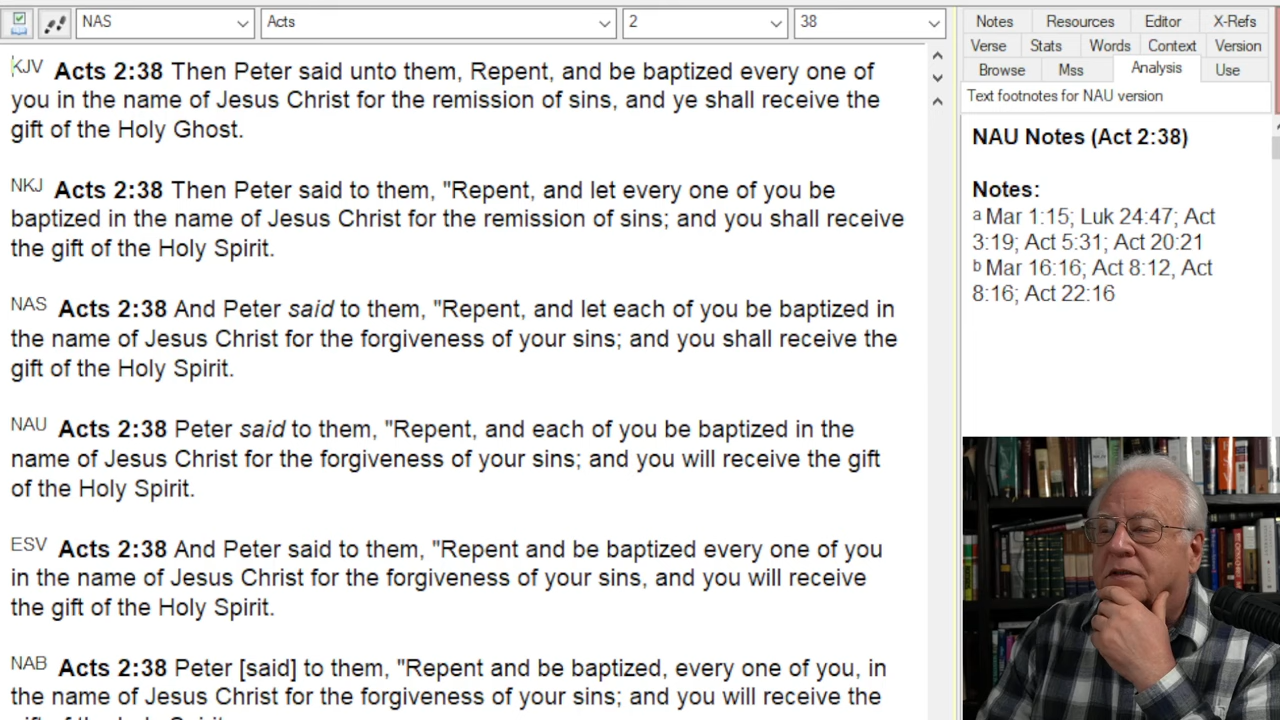 NAS Acts 2 38
KJV Acts 2:38 Then Peter said unto them, Repent, and be baptized every one of
you in the name of Jesus Christ for the remission of sins, and ye shall receive the
gift of the Holy Ghost.
NKJ Acts 2:38 Then Peter said to them, "Repent, and let every one of you be
baptized in the name of Jesus Christ for the remission of sins; and you shall receive
the gift of the Holy Spirit.
NAS Acts 2:38 And Peter said to them, "Repent, and let each of you be baptized in
the name of Jesus Christ for the forgiveness of your sins; and you shall receive the
gift of the Holy Spirit.
NAU Acts 2:38 Peter said to them, "Repent, and each of you be baptized in the
name of Jesus Christ for the forgiveness of your sins; and you will receive the gift
of the Holy Spirit.
ESV Acts 2:38 And Peter said to them, "Repent and be baptized every one of you
in the name of Jesus Christ for the forgiveness of your sins, and you will receive
the gift of the Holy Spirit.
NAB Acts 2:38 Peter [said] to them, "Repent and be baptized, every one of you, in
the name of Jesus Christ for the forgiveness of your sins; and you will receive the
gift of the Holy Spirit.
Notes Resources Editor X-Refs
Verse Stats Words Context Version
Browse Mss Analysis Use
Text footnotes for NAU version
NAU Notes (Act 2:38)
Notes:
a Mar 1:15; Luk 24:47; Act
3:19; Act 5:31; Act 20:21
b Mar 16:16; Act 8:12, Act
8:16; Act 22:16